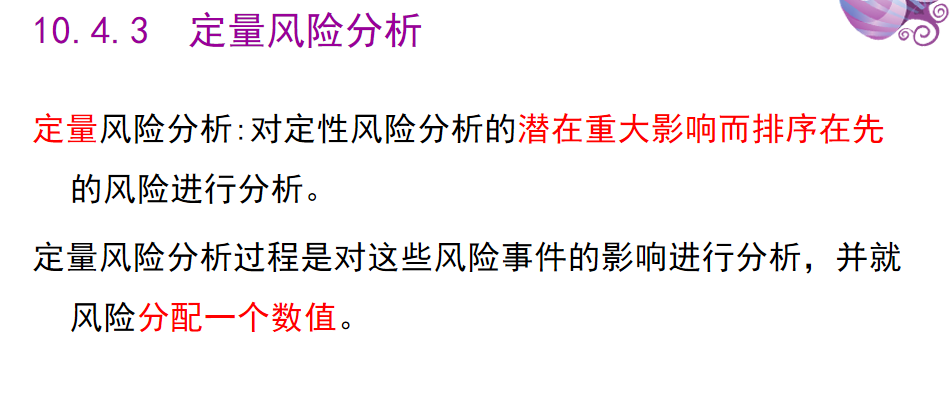 10.4.3 定量风险分析
定量风险分析:对定性风险分析的潜在重大影响而排序在先
的风险进行分析。
定量风险分析过程是对这些风险事件的影响进行分析，并就
风险分配一个数值。